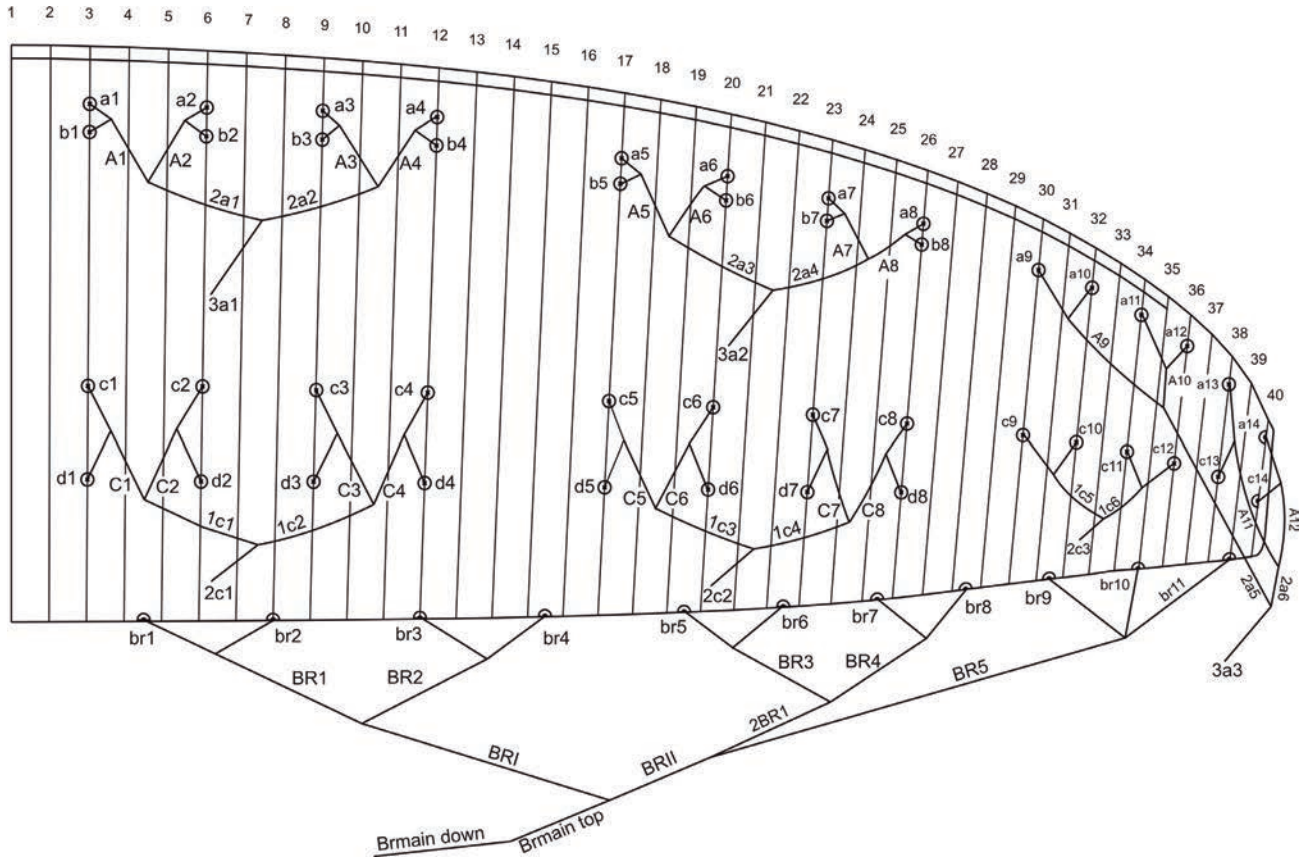 1 2 3 4 5 6 7 8 9 10 11 12 13 14 15 16 17 18 19 20 21 22 23 24 25 26 27 28 29 30 31 32 33 34 35 36 37 38 39 40
a1 a2 a3 a4
b1 b2 b3 b4
A1 A2 A3 A4
2a1 2a2
3a1
a5 a6 a7 a8
b5 b6 b7 b8
A5 A6 A7 A8
2a3 2a4
3a2
a9 a10 a11 a12 a13 a14
A9 A10
c1 c2 c3 c4
d1 d2 d3 d4
C1 C2 C3 C4
1c1 1c2
2c1
c5 c6 c7 c8
d5 d6 d7 d8
C5 C6 C7 C8
1c3 1c4
2c2
c9 c10 c11 c12 c13 c14
1c5 1c6
2c3
A11 A12
2a5 2a6
3a3
br1 br2 br3 br4 br5 br6 br7 br8 br9 br10 br11
BR1 BR2 BR3 BR4 BR5
2BR1
BRI BRII
Brmain down Brmain top